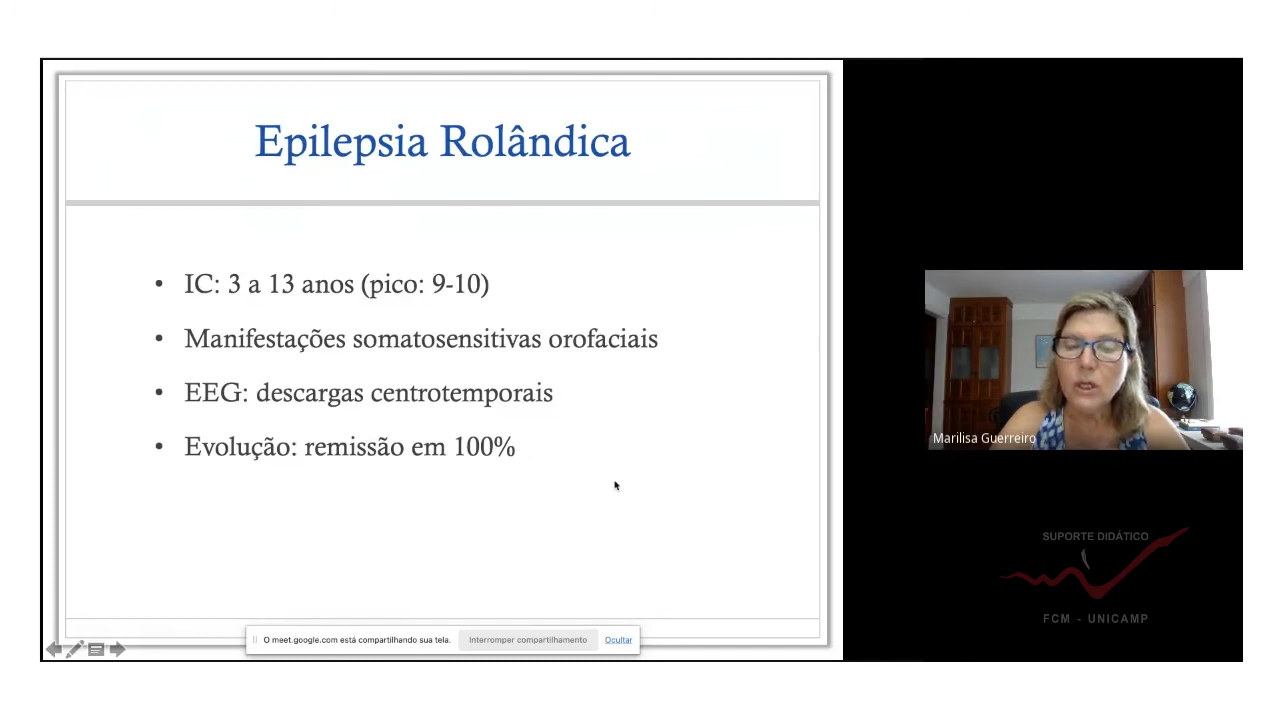 Epilepsia Rolândica
• IC: 3 a 13 anos (pico: 9-10)
• Manifestações somatosensitivas orofaciais
• EEG: descargas centrotemporais
• Evolução: remissão em 100%
O meet.google.com está compartilhando sua tela.
Interromper compartilhamento
Ocultar
Marilisa Guerreiro
SUPORTE DIDÁTICO
FCM - UNICAMP